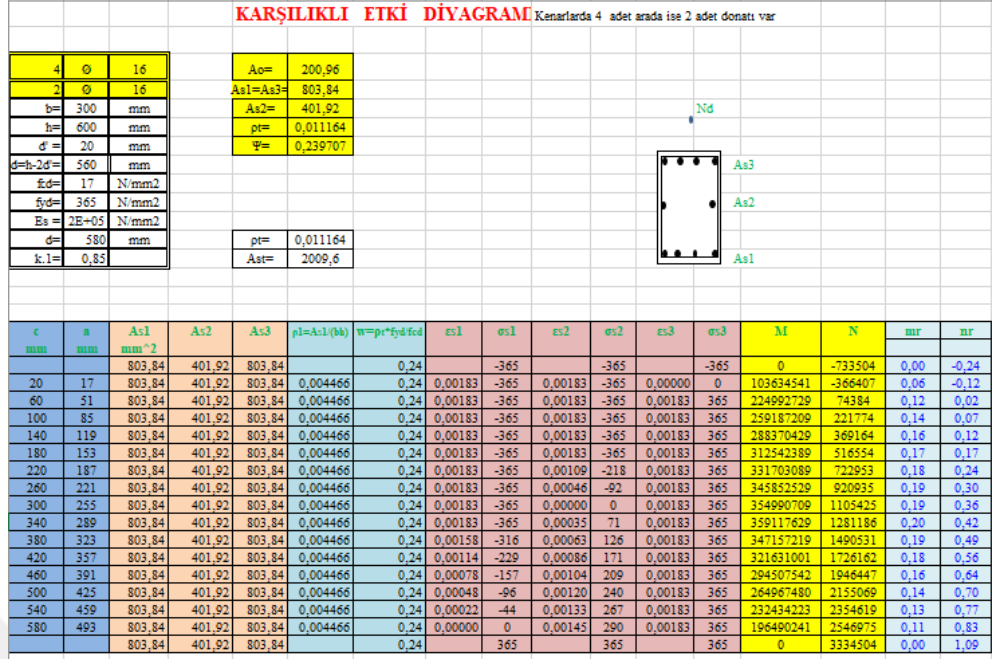 KARŞILIKLI ETKİ DİYAGRAMI Kenarlarda 4 adet arada ise 2 adet donatı var
4 Ø 16 Ao= 200,96
2 Ø 16 As1=As3= 803,84
b= 300 mm As2= 401,92
h= 600 mm ρt= 0,011164
d' = 20 mm Ψ= 0,239707
d=h-2d'= 560 mm
fcd= 17 N/mm2
fyd= 365 N/mm2
Es = 2E+05 N/mm2
d= 580 mm ρt= 0,011164
k.1= 0,85 Ast= 2009,6
Nd
As3
As2
As1
c a As1 As2 As3 ρ1=As1/(bh) w=ρt*fyd/fcd εs1 σs1 εs2 σs2 εs3 σs3 M N mr nr
mm mm mm^2
803,84 401,92 803,84 0,24 -365 -365 -365 0 -733504 0,00 -0,24
20 17 803,84 401,92 803,84 0,004466 0,24 0,00183 -365 0,00183 -365 0,00000 0 103634541 -366407 0,06 -0,12
60 51 803,84 401,92 803,84 0,004466 0,24 0,00183 -365 0,00183 -365 0,00183 365 224992729 74384 0,12 0,02
100 85 803,84 401,92 803,84 0,004466 0,24 0,00183 -365 0,00183 -365 0,00183 365 259187209 221774 0,14 0,07
140 119 803,84 401,92 803,84 0,004466 0,24 0,00183 -365 0,00183 -365 0,00183 365 288370429 369164 0,16 0,12
180 153 803,84 401,92 803,84 0,004466 0,24 0,00183 -365 0,00183 -365 0,00183 365 312542389 516554 0,17 0,17
220 187 803,84 401,92 803,84 0,004466 0,24 0,00183 -365 0,00109 -218 0,00183 365 331703089 722953 0,18 0,24
260 221 803,84 401,92 803,84 0,004466 0,24 0,00183 -365 0,00046 -92 0,00183 365 345852529 920935 0,19 0,30
300 255 803,84 401,92 803,84 0,004466 0,24 0,00183 -365 0,00000 0 0,00183 365 354990709 1105425 0,19 0,36
340 289 803,84 401,92 803,84 0,004466 0,24 0,00183 -365 0,00035 71 0,00183 365 359117629 1281186 0,20 0,42
380 323 803,84 401,92 803,84 0,004466 0,24 0,00158 -316 0,00063 126 0,00183 365 347157219 1490531 0,19 0,49
420 357 803,84 401,92 803,84 0,004466 0,24 0,00114 -229 0,00086 171 0,00183 365 321631001 1726162 0,18 0,56
460 391 803,84 401,92 803,84 0,004466 0,24 0,00078 -157 0,00104 209 0,00183 365 294507542 1946447 0,16 0,64
500 425 803,84 401,92 803,84 0,004466 0,24 0,00048 -96 0,00120 240 0,00183 365 264967480 2155069 0,14 0,70
540 459 803,84 401,92 803,84 0,004466 0,24 0,00022 -44 0,00133 267 0,00183 365 232434223 2354619 0,13 0,77
580 493 803,84 401,92 803,84 0,004466 0,24 0,00000 0 0,00145 290 0,00183 365 196490241 2546975 0,11 0,83
803,84 401,92 803,84 0,24 365 365 365 0 3334504 0,00 1,09